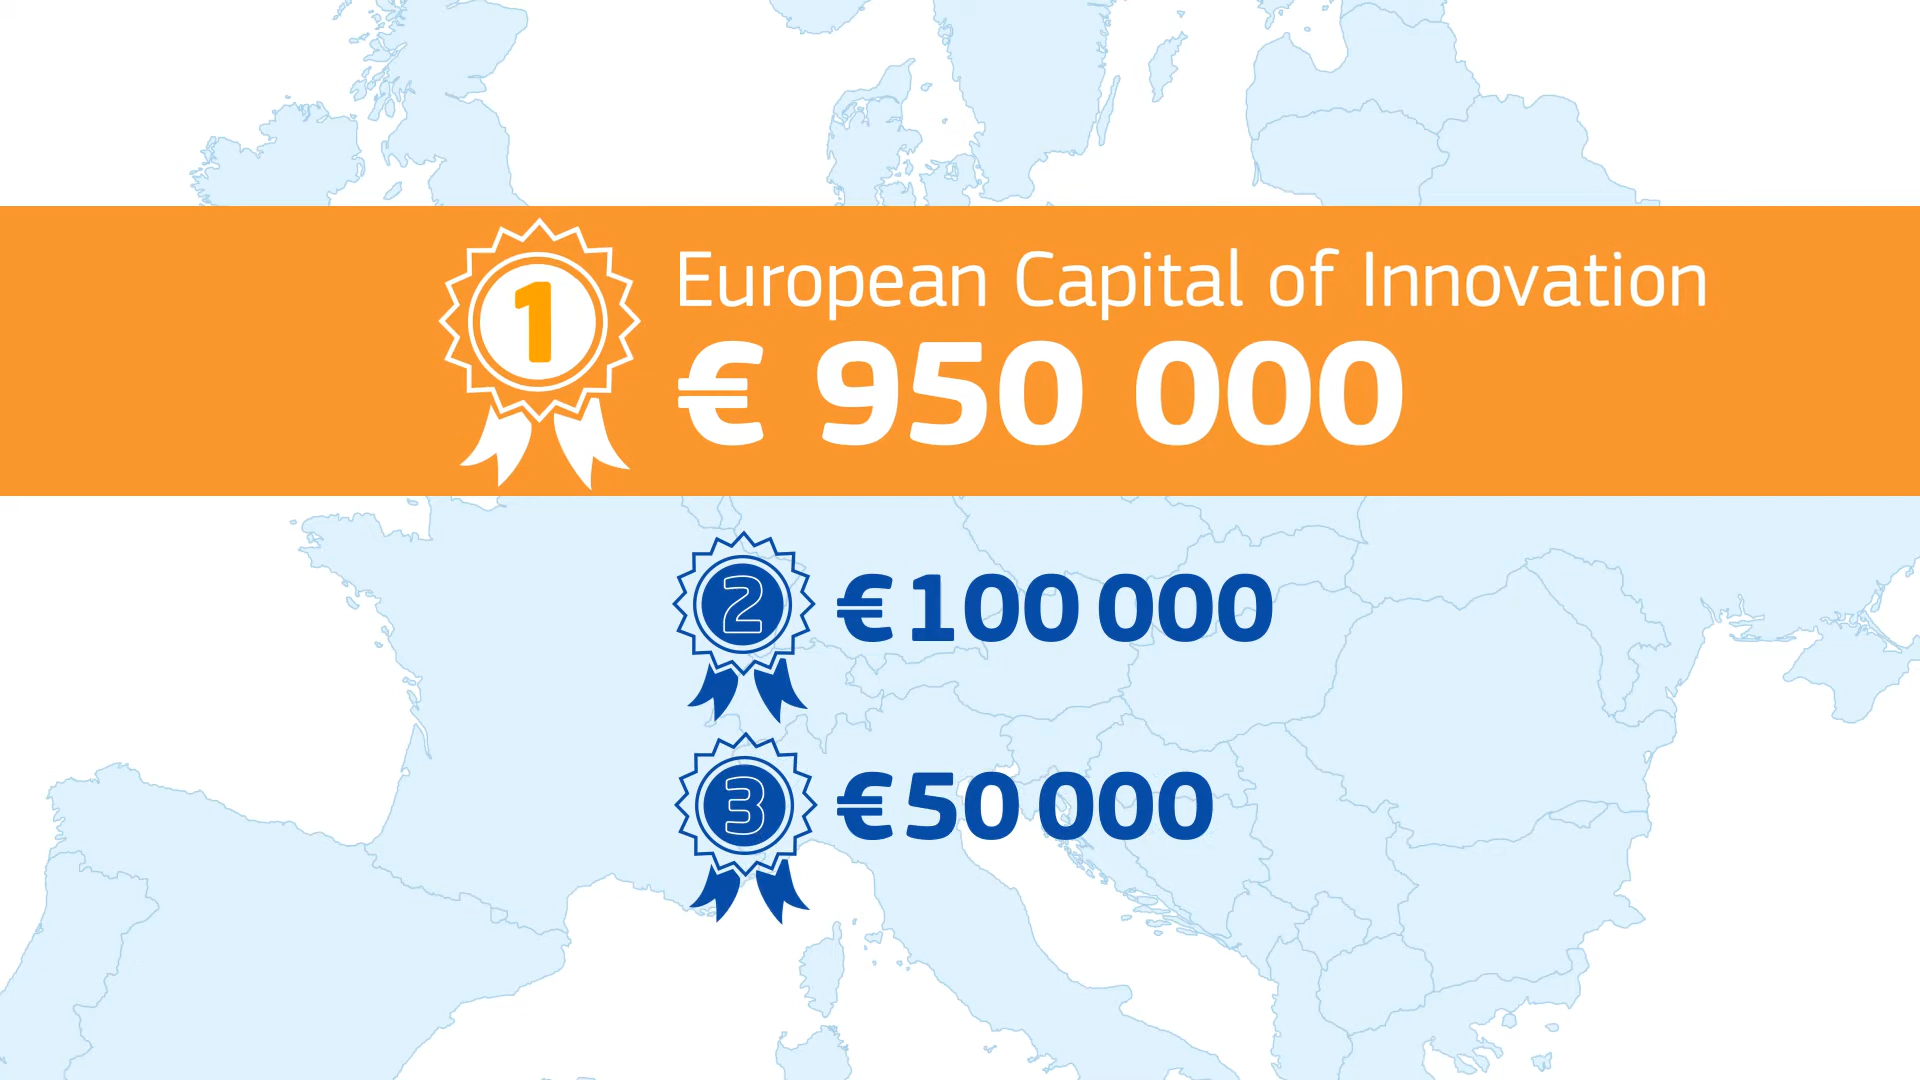 1
European Capital of Innovation
€ 950 000
2
€ 100 000
3
€ 50 000